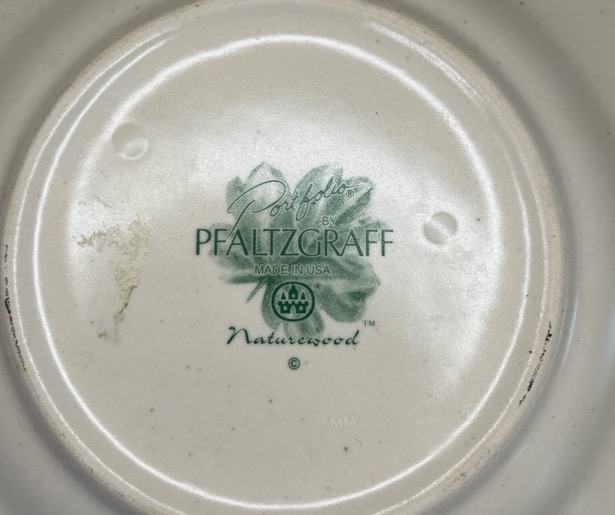 Portfolio®
BY
PFALTZGRAFF
MADE IN USA
®
Naturewood™
©
MM